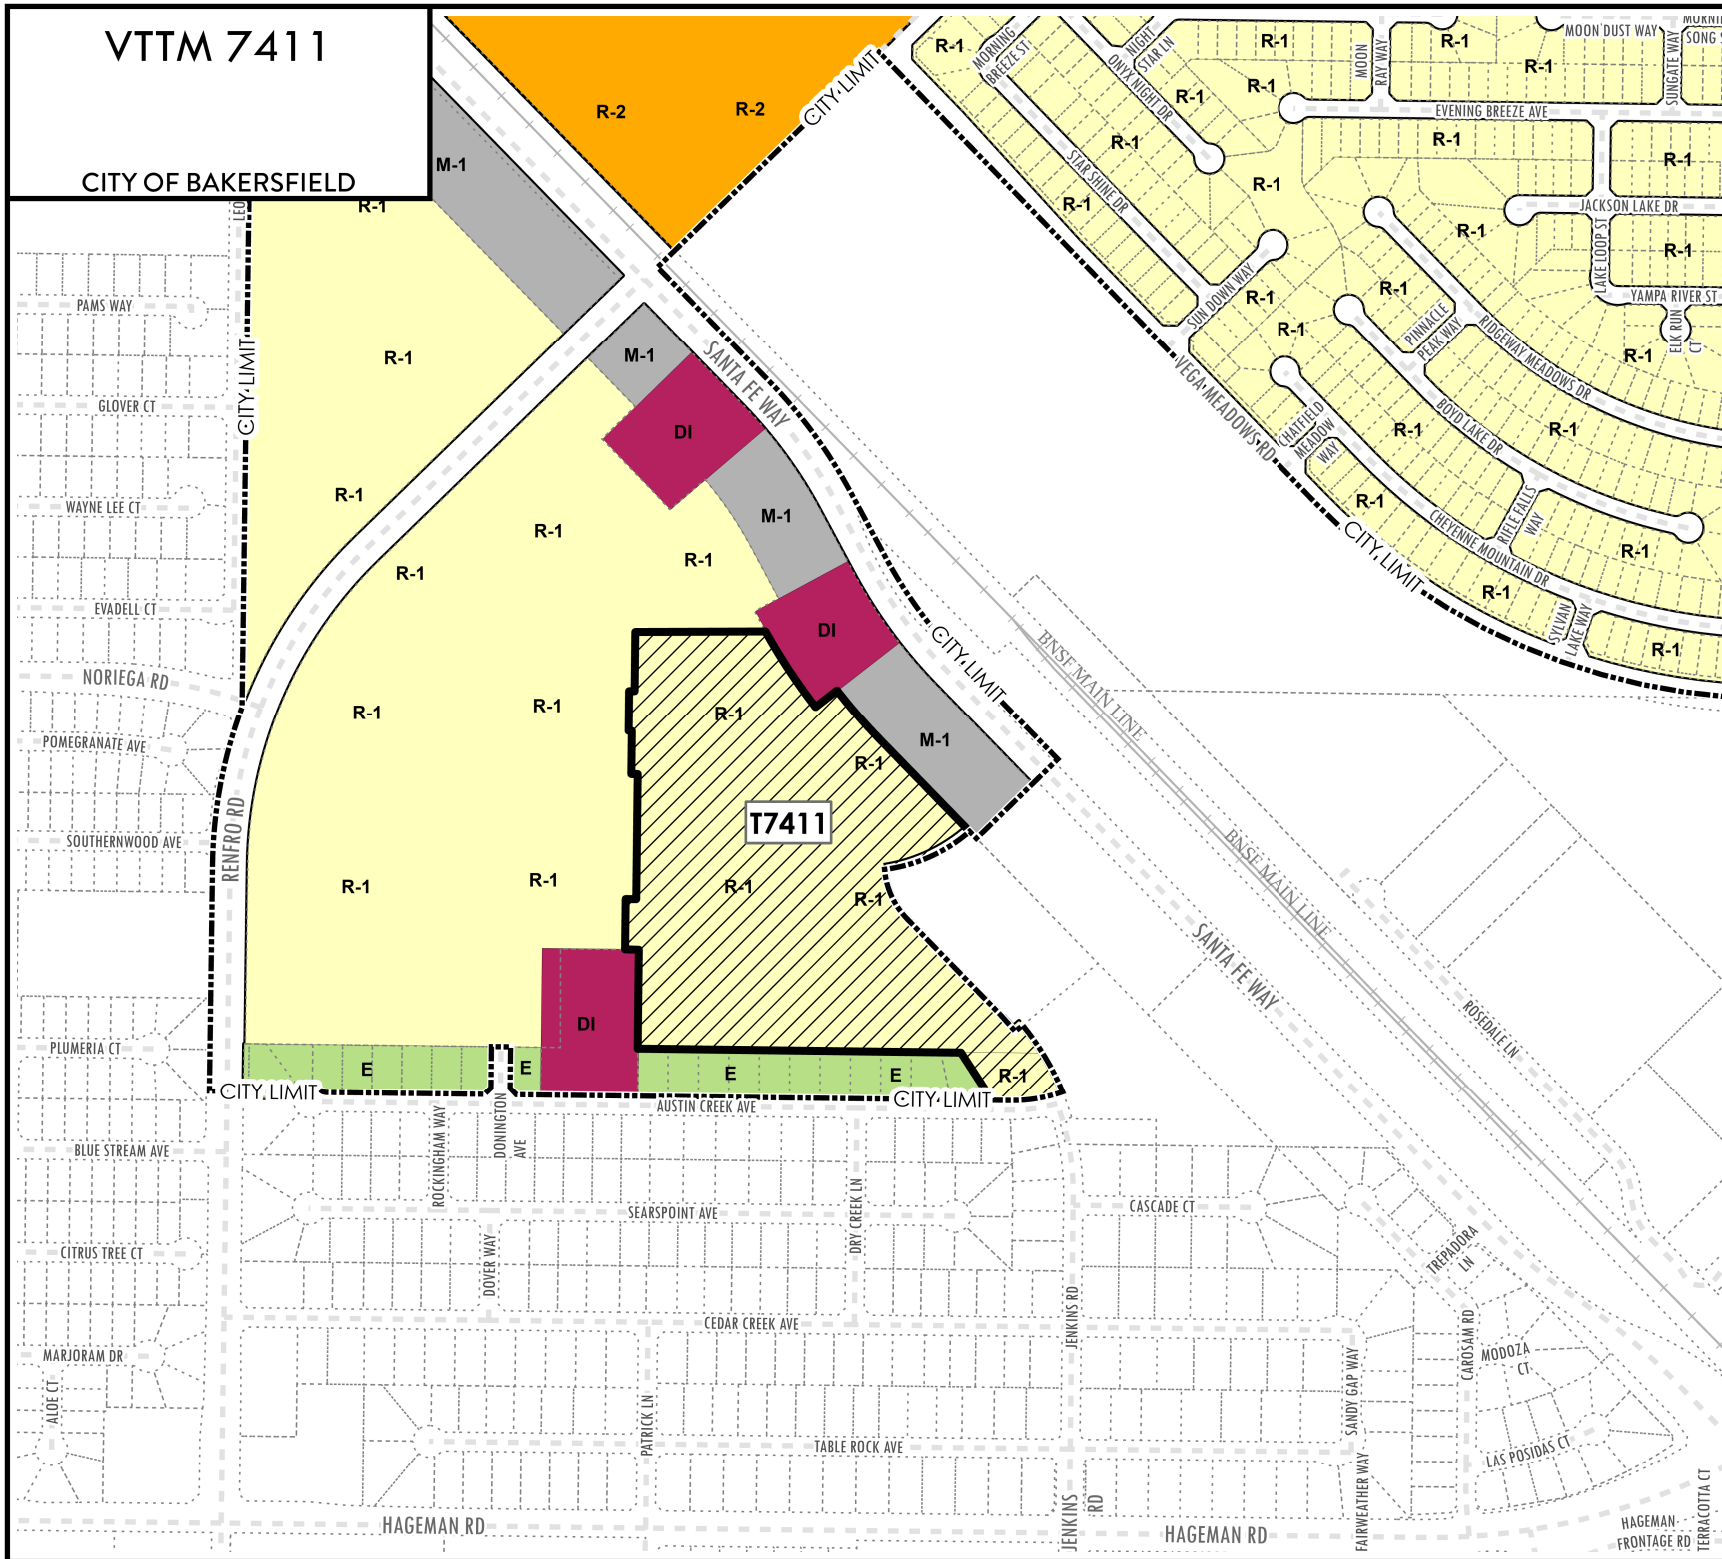 VTTM 7411
CITY OF BAKERSFIELD
R-2
R-2
CITY LIMIT
M-1
R-1
LEO
R-1
MORNING
BREEZE ST
NIGHT
STAR LN
ONYX NIGHT DR
R-1
R-1
MOON
RAY WAY
R-1
MOON DUST WAY
R-1
SUNGATE WAY
SONG
R-1
EVENING BREEZE AVE
R-1
R-1
R-1
STAR SHINE DR
R-1
R-1
JACKSON LAKE DR
R-1
LAKE LOOP ST
R-1
YAMPA RIVER ST
ELK RUN
CT
R-1
SUN DOWN WAY
R-1
R-1
R-1
PINNACLE
PEAK WAY
RIDGEWAY MEADOWS DR
VEGA MEADOWS RD
CHATFIELD
MEADOW
WAY
BOYD LAKE DR
R-1
R-1
R-1
CHEYENNE MOUNTAIN DR
RIFLE FALLS
WAY
R-1
CITY LIMIT
R-1
SYLVAN
LAKE WAY
R-1
PAMS WAY
GLOVER CT
WAYNE LEE CT
EVADELL CT
NORIEGA RD
POMEGRANATE AVE
SOUTHERNWOOD AVE
PLUMERIA CT
BLUE STREAM AVE
CITRUS TREE CT
MARJORAM DR
ALOE CT
CITY LIMIT
RENFRO RD
R-1
R-1
R-1
R-1
R-1
R-1
R-1
R-1
R-1
M-1
SANTA FE WAY
DI
M-1
DI
CITY LIMIT
M-1
BNSF MAIN LINE
BNSF MAIN LINE
R-1
R-1
T7411
R-1
R-1
SANTA FE WAY
ROSEDALE LN
DI
E
E
E
E
R-1
CITY LIMIT
CITY LIMIT
AUSTIN CREEK AVE
ROCKINGHAM WAY
DONINGTON
AVE
SEARSPOINT AVE
DRY CREEK LN
DOVER WAY
CASCADE CT
TREPADORA
LN
CEDAR CREEK AVE
JENKINS RD
CAROSAM RD
MODOZA
CT
SANDY GAP WAY
PATRICK LN
TABLE ROCK AVE
LAS POSIDAS CT
HAGEMAN RD
JENKINS
RD
HAGEMAN RD
FAIRWEATHER WAY
HAGEMAN
FRONTAGE RD
TERRACOTTA CT